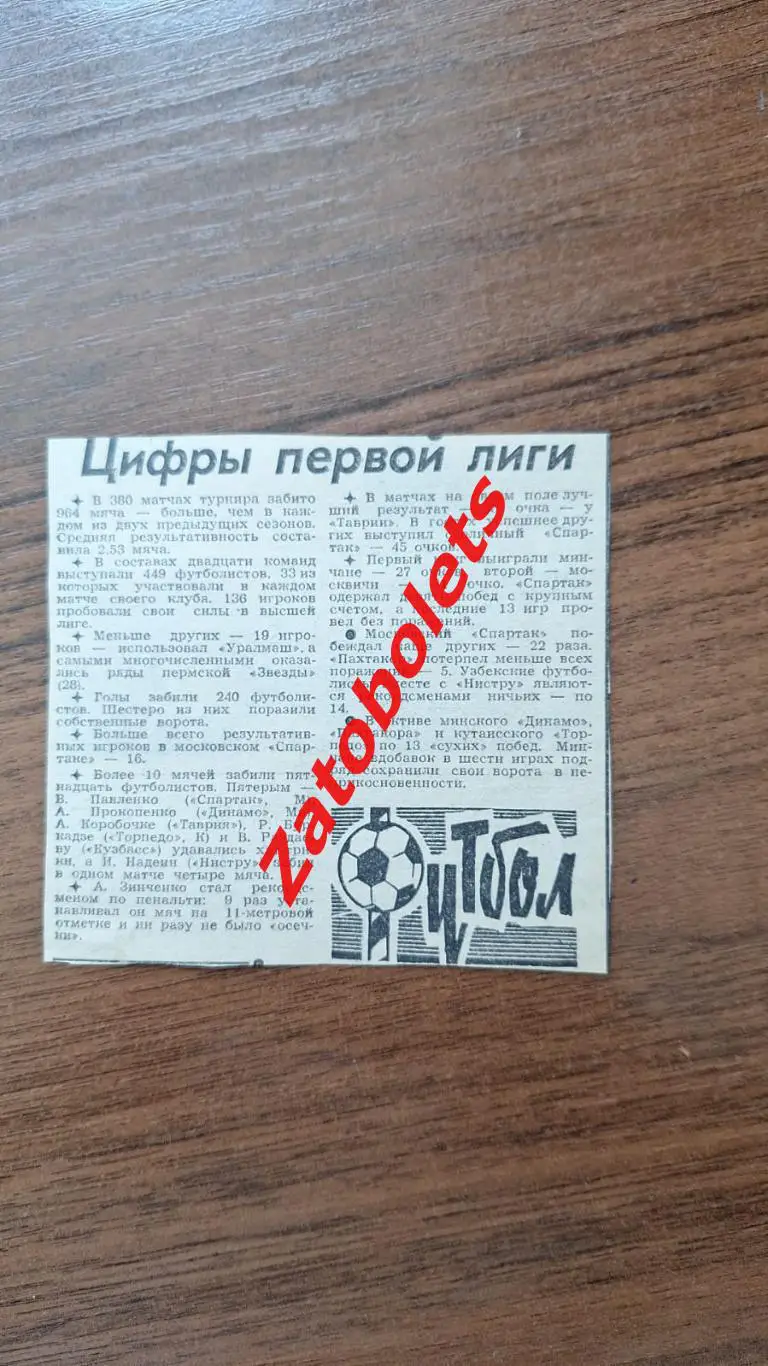 Цифры первой лиги
✦ В 380 матчах турнира забито
964 мяча — больше, чем в каж-
дом из двух предыдущих сезонов.
Средняя результативность соста-
вила 2,53 мяча.
✦ В составах двадцати команд
выступали 449 футболистов, 33 из
которых участвовали в каждом
матче своего клуба. 136 игроков
пробовали свои силы в высшей
лиге.
✦ Меньше других — 19 игро-
ков — использовал «Уралмаш», а
самыми многочисленными оказа-
лись ряды пермской «Звезды»
(28).
✦ Голы забили 240 футболи-
стов. Шестеро из них поразили
собственные ворота.
✦ Больше всего результатив-
ных игроков в московском «Спар-
таке» — 16.
✦ Более 10 мячей забили пят-
надцать футболистов. Пятерым —
В. Павленко («Спартак»,
А. Прокопенко («Динамо»,
А. Коробочке («Таврия»), Р.
кадзе («Торпедо», К) и В.
ву («Кузбасс») удавались
ки, а И. Надеин («Нистру»)
в одном матче четыре мяча.
✦ А. Зинченко стал
меном по пенальти: 9 раз
навливал он мяч на 11-метровой
отметке и ни разу не было «осеч-
ки».
✦ В матчах на поле луч-
ший результат — очка — у
«Таврии». В дру-
гих выступил «Спар-
так» — 45 очков.
✦ Первый выиграли мин-
чане — 27 второй — мо-
сквичи — очко. «Спартак»
одержал побед с крупным
счетом, а последние 13 игр про-
вел без поражений.
● Московский «Спартак» по-
беждал чаще других — 22 раза.
«Пахтакор» потерпел меньше всех
поражений — 5. Узбекские футбо-
листы вместе с «Нистру» являют-
ся рекордсменами ничьих — по
14.
● В активе минского «Динамо»,
«Пахтакора» и кутаисского «Тор-
педо» по 13 «сухих» побед. Мин-
чане вдобавок в шести играх под-
ряд сохранили свои ворота в не-
прикосновенности.
Футбол
Zatobolets